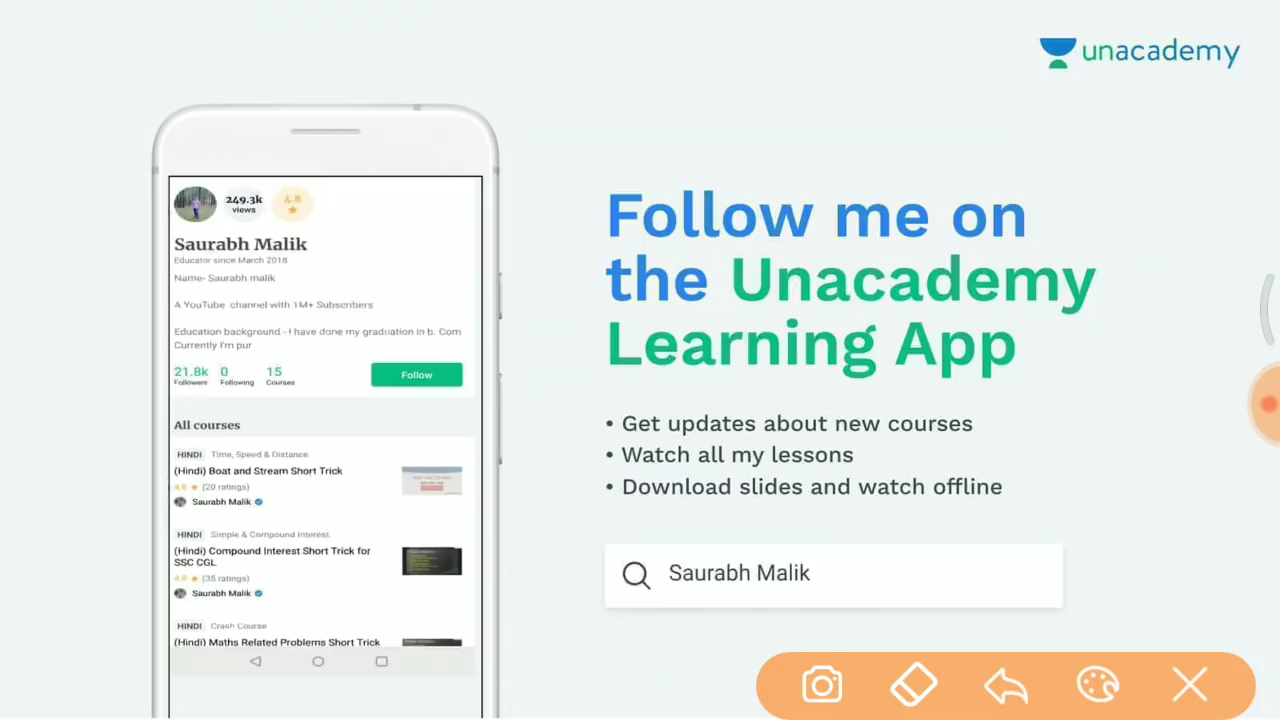 unacademy
249.3k
views
4.8
Saurabh Malik
Educator since March 2018
Name- Saurabh malik
A YouTube channel with 1M+ Subscribers
Education background - I have done my graduation in b. Com
Currently I'm pur
21.8k 0 15
Followers Following Courses
Follow
All courses
HINDI Time, Speed & Distance
(Hindi) Boat and Stream Short Trick
4.8 ★ (20 ratings)
Saurabh Malik
HINDI Simple & Compound Interest
(Hindi) Compound Interest Short Trick for
SSC CGL
(35 ratings)
Saurabh Malik
HINDI Crash Course
(Hindi) Maths Related Problems Short Trick
Follow me on
the Unacademy
Learning App
• Get updates about new courses
• Watch all my lessons
• Download slides and watch offline
Saurabh Malik